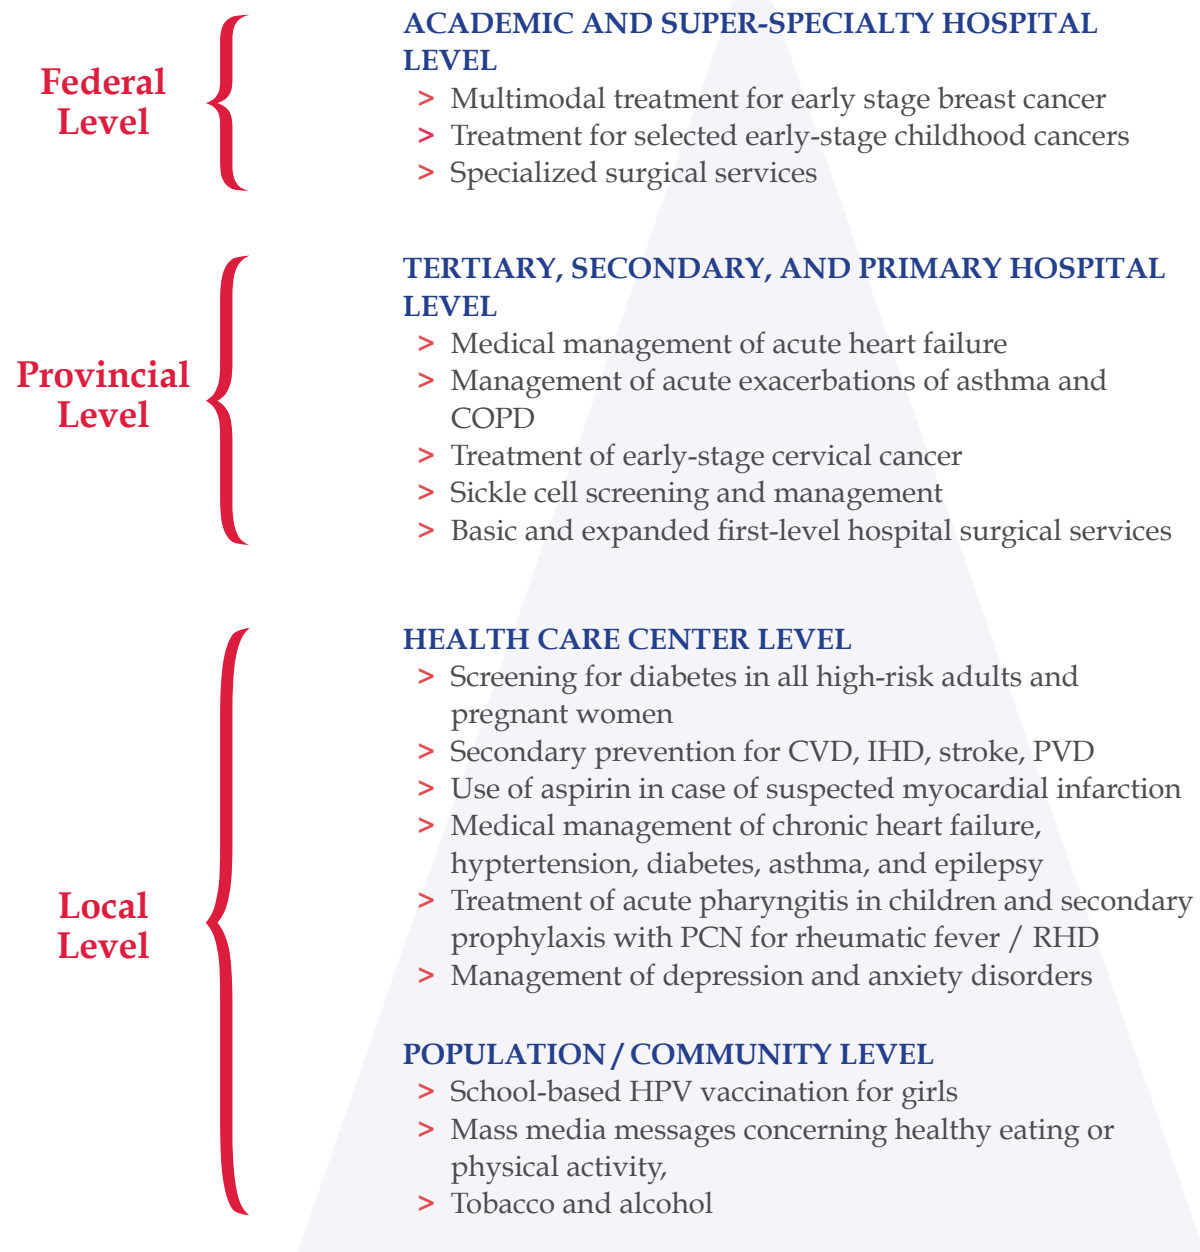 Federal
Level
ACADEMIC AND SUPER-SPECIALTY HOSPITAL
LEVEL
> Multimodal treatment for early stage breast cancer
> Treatment for selected early-stage childhood cancers
> Specialized surgical services
Provincial
Level
TERTIARY, SECONDARY, AND PRIMARY HOSPITAL
LEVEL
> Medical management of acute heart failure
> Management of acute exacerbations of asthma and
COPD
> Treatment of early-stage cervical cancer
> Sickle cell screening and management
> Basic and expanded first-level hospital surgical services
Local
Level
HEALTH CARE CENTER LEVEL
> Screening for diabetes in all high-risk adults and
pregnant women
> Secondary prevention for CVD, IHD, stroke, PVD
> Use of aspirin in case of suspected myocardial infarction
> Medical management of chronic heart failure,
hyptertension, diabetes, asthma, and epilepsy
> Treatment of acute pharyngitis in children and secondary
prophylaxis with PCN for rheumatic fever / RHD
> Management of depression and anxiety disorders
POPULATION / COMMUNITY LEVEL
> School-based HPV vaccination for girls
> Mass media messages concerning healthy eating or
physical activity,
> Tobacco and alcohol